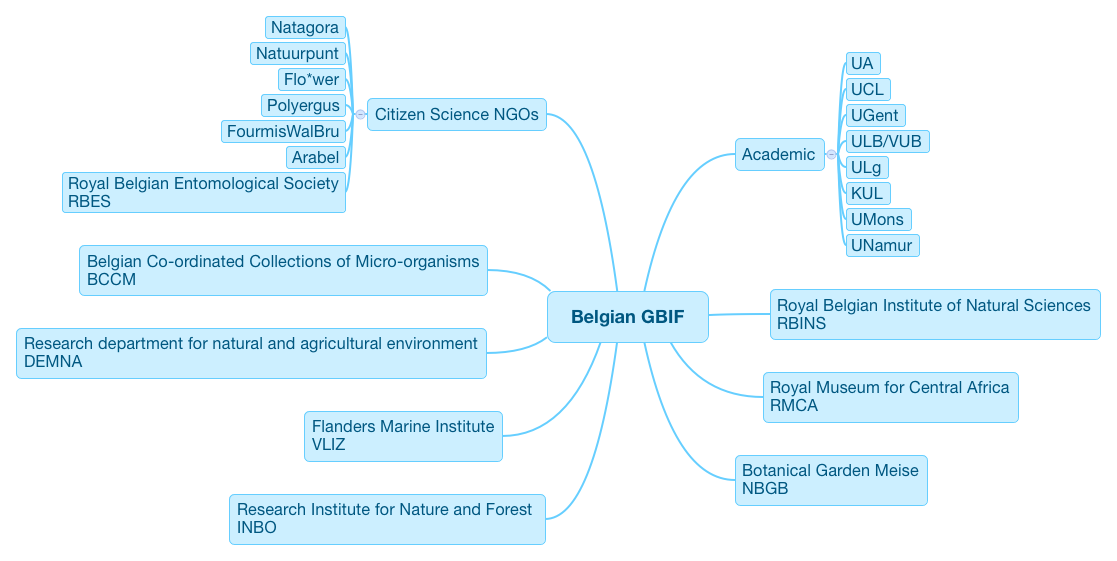 Natagora
Natuurpunt
Flo*wer
Polyergus
FourmisWalBru
Arabel
Royal Belgian Entomological Society
RBES
Citizen Science NGOs
Belgian Co-ordinated Collections of Micro-organisms
BCCM
Research department for natural and agricultural environment
DEMNA
Flanders Marine Institute
VLIZ
Research Institute for Nature and Forest
INBO
Belgian GBIF
Academic
UA
UCL
UGent
ULB/VUB
ULg
KUL
UMons
UNamur
Royal Belgian Institute of Natural Sciences
RBINS
Royal Museum for Central Africa
RMCA
Botanical Garden Meise
NBGB